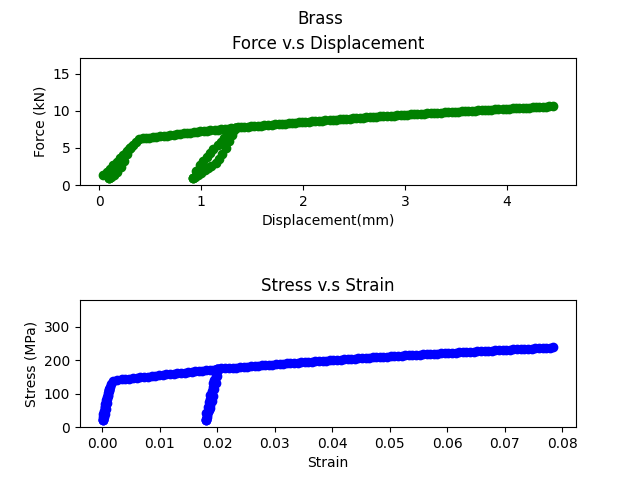 Brass
Force v.s Displacement
15
10
5
0
Force (kN)
0 1 2 3 4
Displacement(mm)
Stress v.s Strain
300
200
100
0
Stress (MPa)
0.00 0.01 0.02 0.03 0.04 0.05 0.06 0.07 0.08
Strain